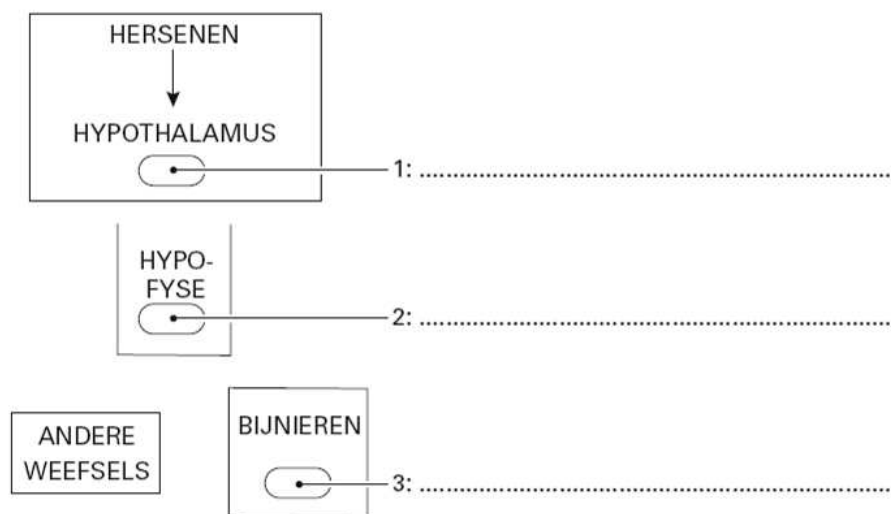 HERSENEN
HYPOTHALAMUS
1: ................................................................
HYPO-
FYSE
2: ................................................................
ANDERE
WEEFSELS
BIJNIEREN
3: ................................................................